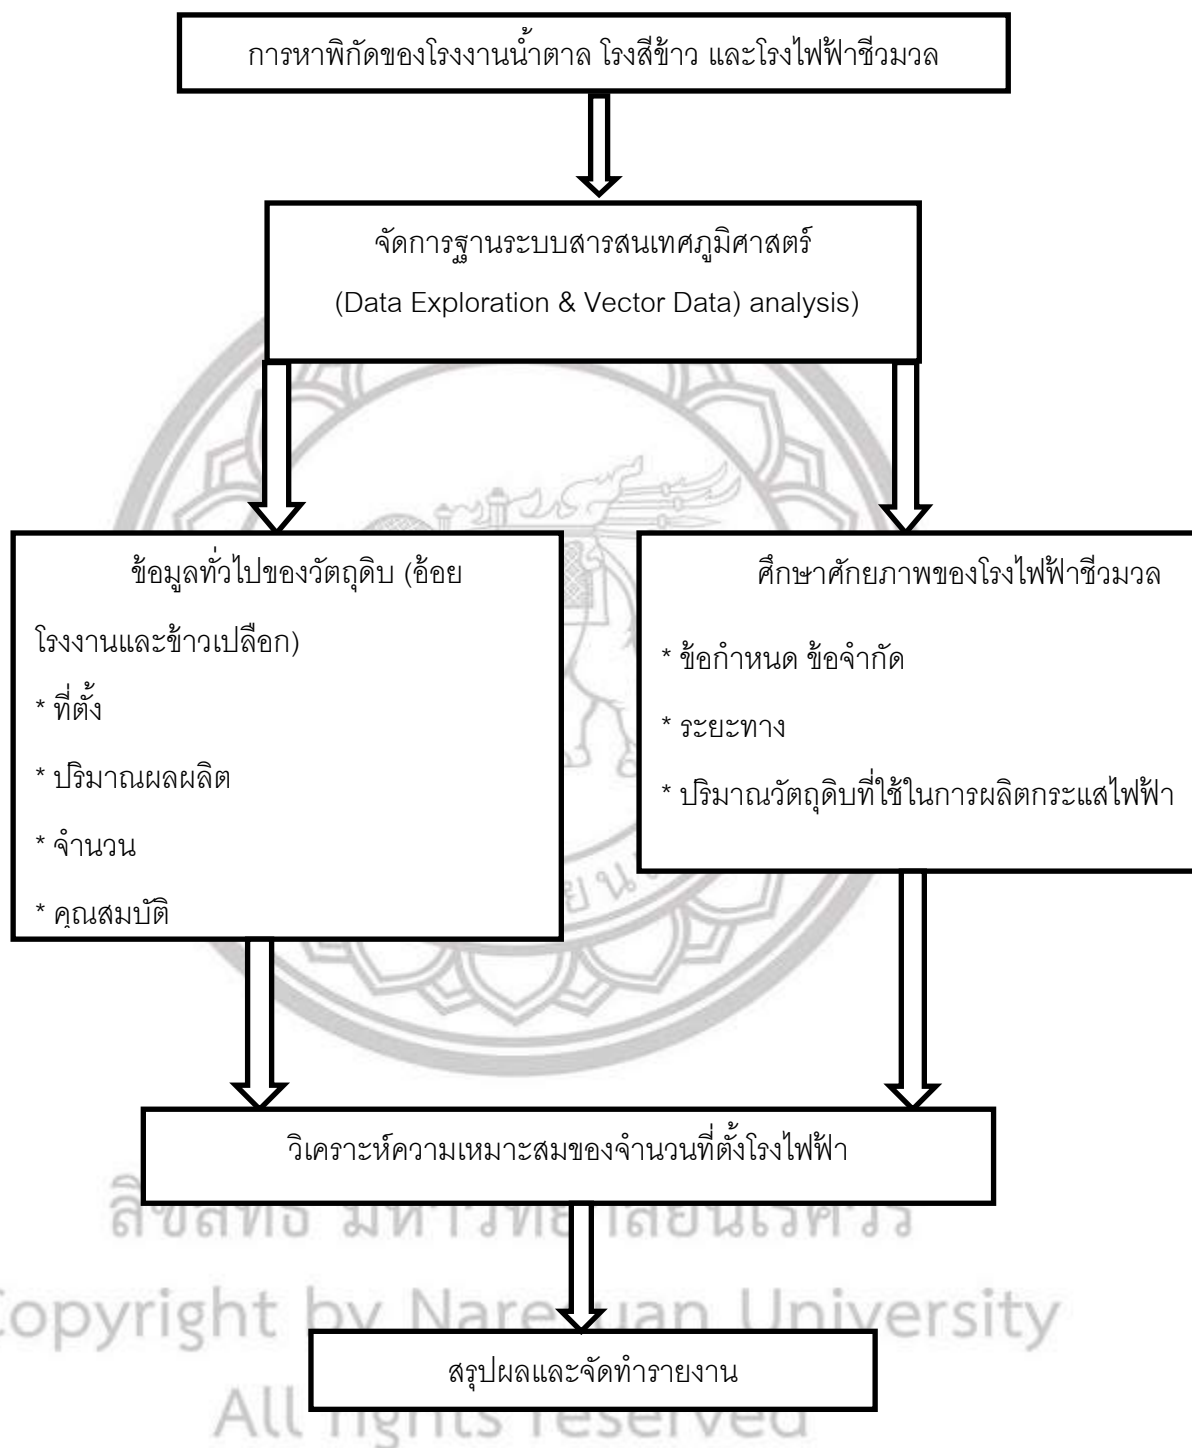 การหาพิกัดของโรงงานน้ำตาล โรงสีข้าว และโรงไฟฟ้าชีวมวล
จัดการฐานระบบสารสนเทศภูมิศาสตร์
(Data Exploration & Vector Data) analysis)
ข้อมูลทั่วไปของวัตถุดิบ (อ้อย
โรงงานและข้าวเปลือก)
* ที่ตั้ง
* ปริมาณผลผลิต
* จำนวน
* คุณสมบัติ
ศึกษาศักยภาพของโรงไฟฟ้าชีวมวล
* ข้อกำหนด ข้อจำกัด
* ระยะทาง
* ปริมาณวัตถุดิบที่ใช้ในการผลิตกระแสไฟฟ้า
วิเคราะห์ความเหมาะสมของจำนวนที่ตั้งโรงไฟฟ้า
ลิขสิทธิ์ มหาวิทยาลัยนเรศวร
Copyright by Naresuan University
สรุปผลและจัดทำรายงาน
All rights reserved